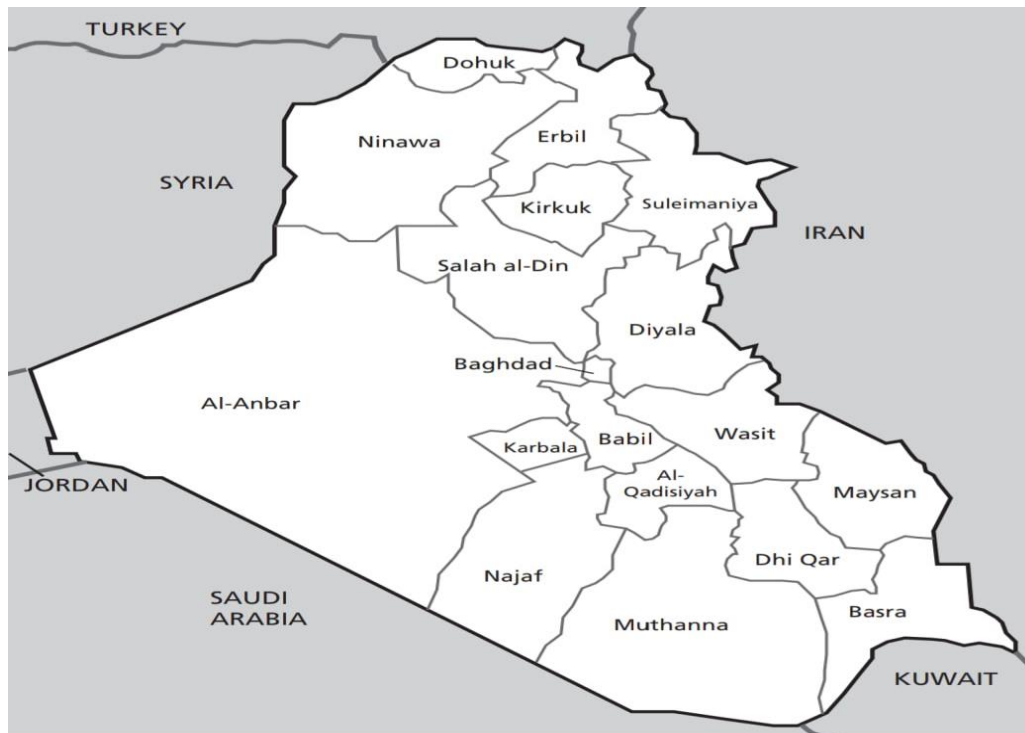 TURKEY
Dohuk
Ninawa
Erbil
SYRIA
Kirkuk
Suleimaniya
IRAN
Salah al-Din
Diyala
Baghdad
Al-Anbar
Karbala
Babil
Wasit
JORDAN
Al-
Qadisiyah
Maysan
Dhi Qar
Najaf
SAUDI
ARABIA
Muthanna
Basra
KUWAIT